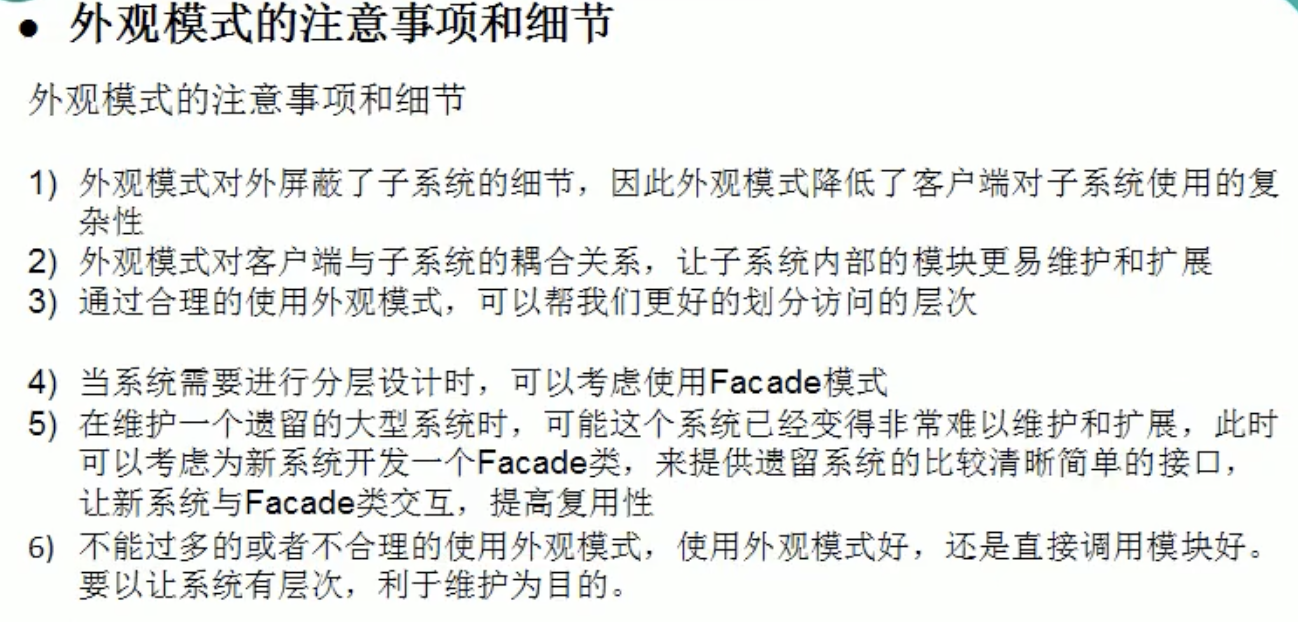 ● 外观模式的注意事项和细节
外观模式的注意事项和细节
1) 外观模式对外屏蔽了子系统的细节，因此外观模式降低了客户端对子系统使用的复
杂性
2) 外观模式对客户端与子系统的耦合关系，让子系统内部的模块更易维护和扩展
3) 通过合理的使用外观模式，可以帮我们更好的划分访问的层次
4) 当系统需要进行分层设计时，可以考虑使用Facade模式
5) 在维护一个遗留的大型系统时，可能这个系统已经变得非常难以维护和扩展，此时
可以考虑为新系统开发一个Facade类，来提供遗留系统的比较清晰简单的接口，
让新系统与Facade类交互，提高复用性
6) 不能过多的或者不合理的使用外观模式，使用外观模式好，还是直接调用模块好。
要以让系统有层次，利于维护为目的。